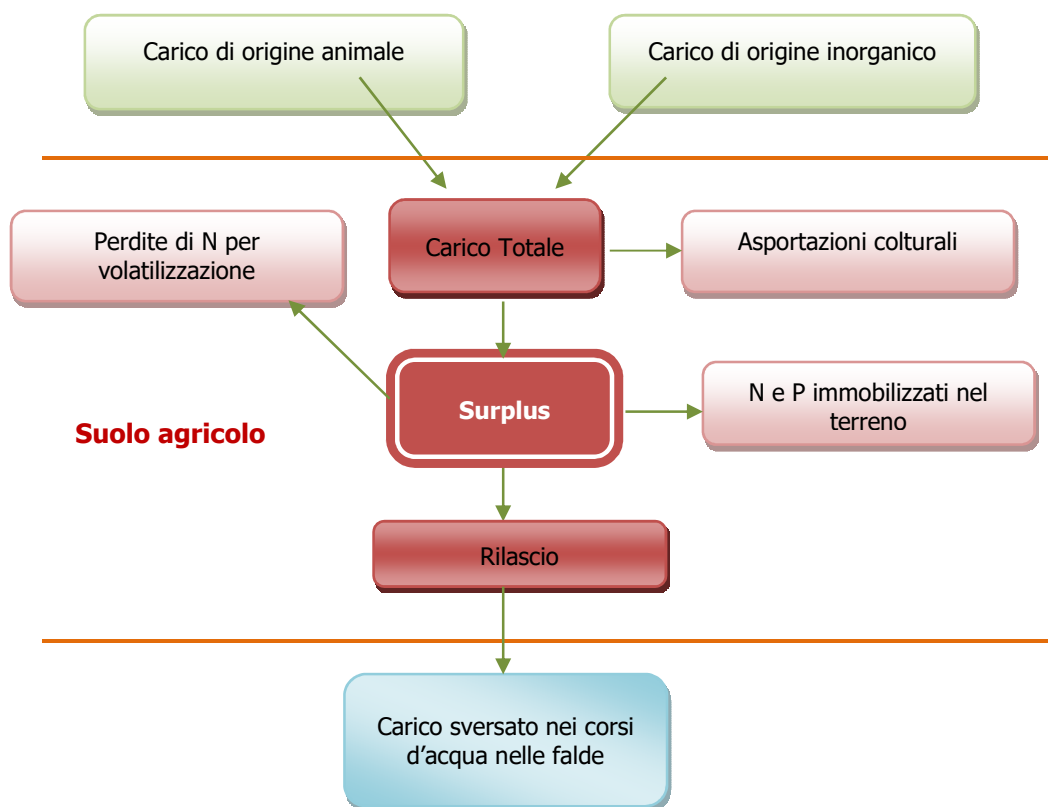 Carico di origine animale
Carico di origine inorganico
Perdite di N per
volatilizzazione
Carico Totale
Asportazioni colturali
Surplus
N e P immobilizzati nel
terreno
Suolo agricolo
Rilascio
Carico sversato nei corsi
d’acqua nelle falde